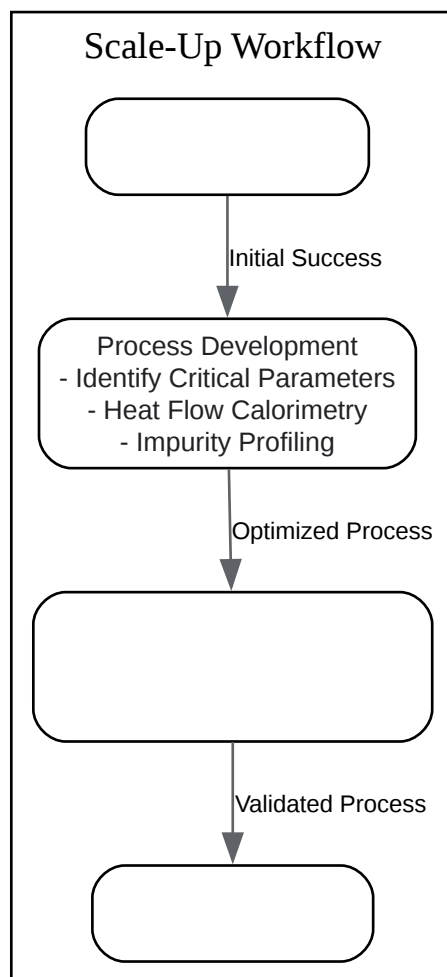 Scale-Up Workflow
Initial Success
Process Development
- Identify Critical Parameters
- Heat Flow Calorimetry
- Impurity Profiling
Optimized Process
Validated Process